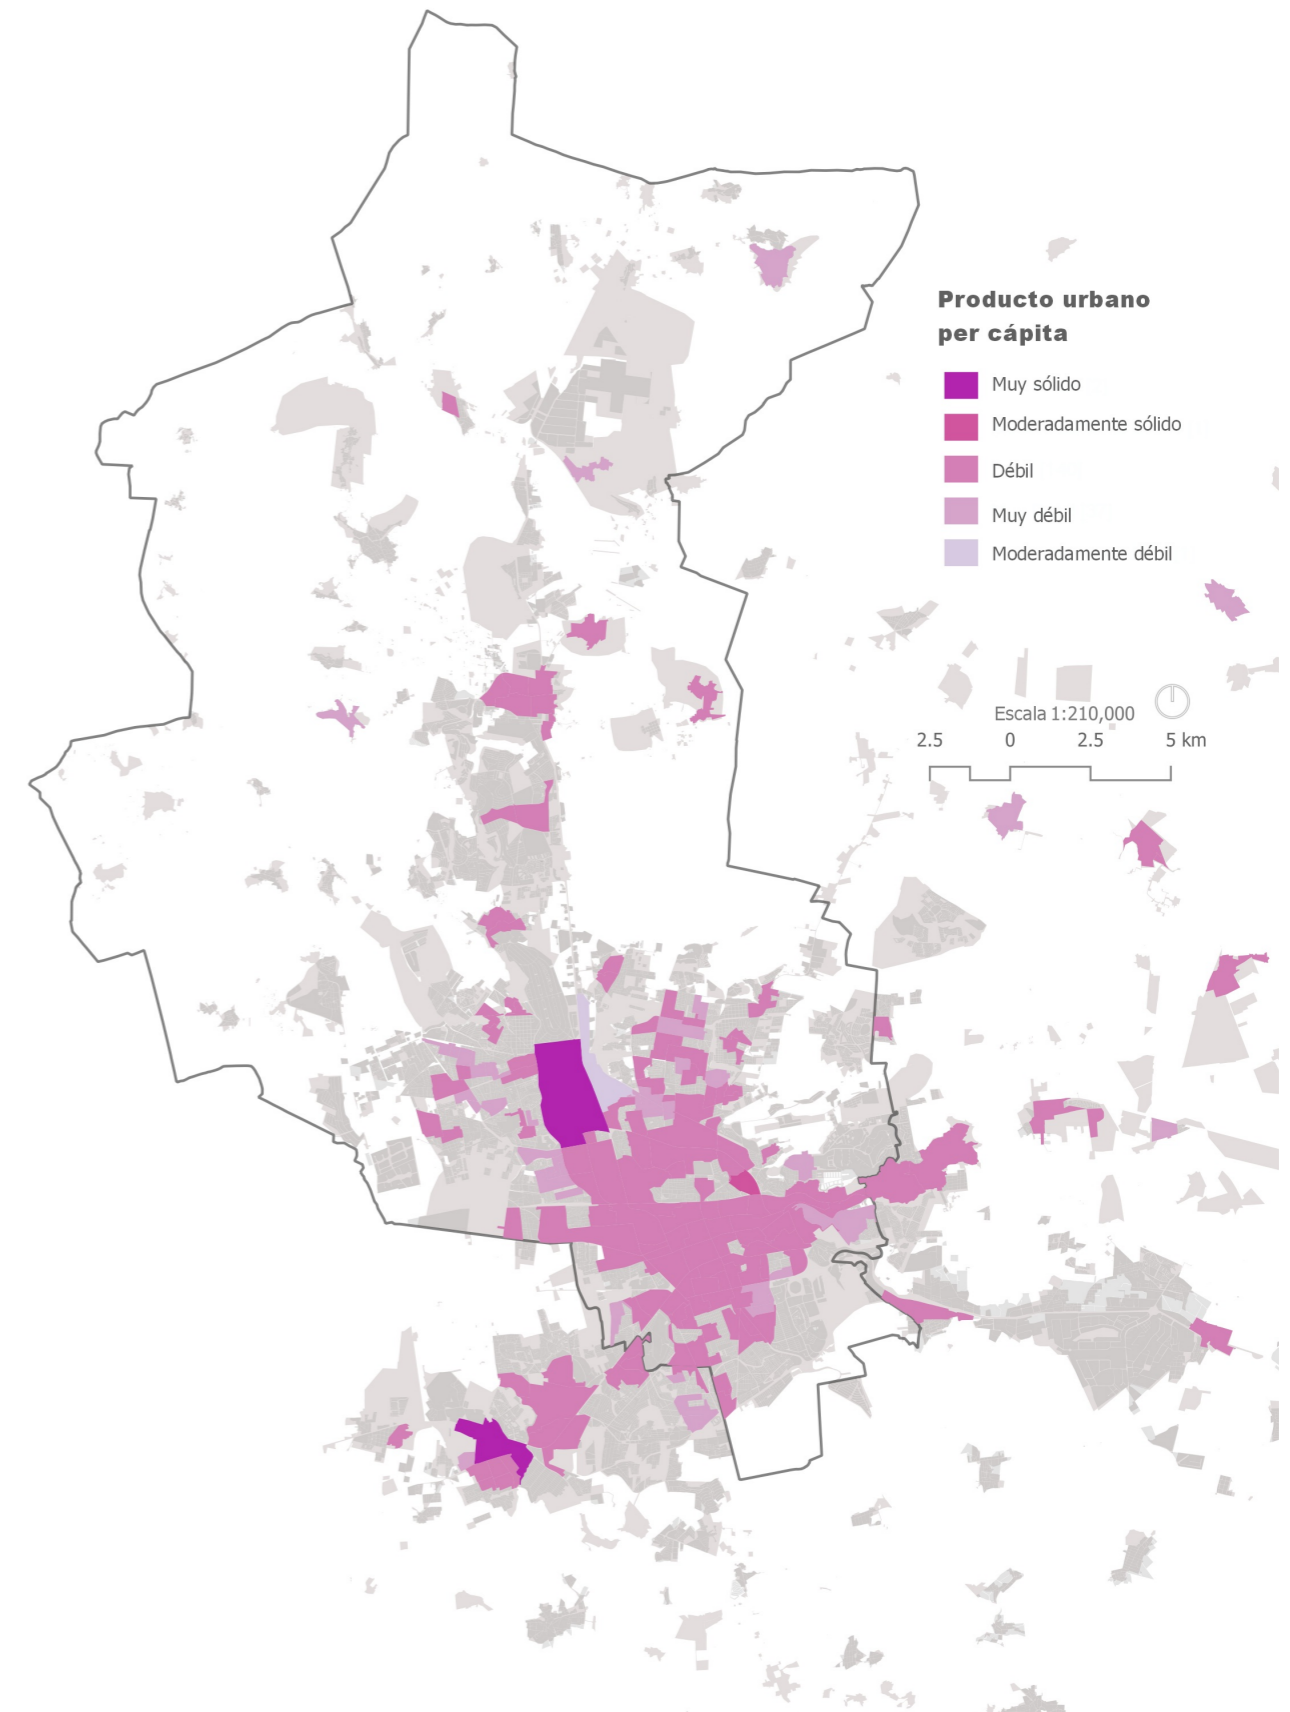 Producto urbano
per cápita
Muy sólido
Moderadamente sólido
Débil
Muy débil
Moderadamente débil
Escala 1:210,000
2.5 0 2.5 5 km